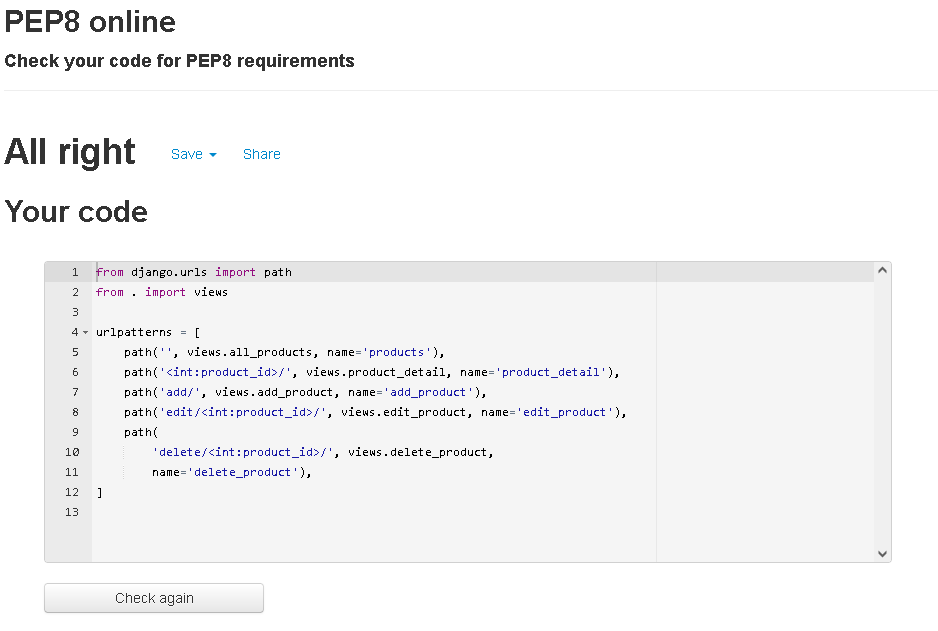 PEP8 online
Check your code for PEP8 requirements
All right Save Share
Your code
1 from django.urls import path
2 from . import views
3
4 urlpatterns = [
5     path('', views.all_products, name='products'),
6     path('<int:product_id>/', views.product_detail, name='product_detail'),
7     path('add/', views.add_product, name='add_product'),
8     path('edit/<int:product_id>/', views.edit_product, name='edit_product'),
9     path(
10         'delete/<int:product_id>/', views.delete_product,
11         name='delete_product'),
12 ]
13
Check again